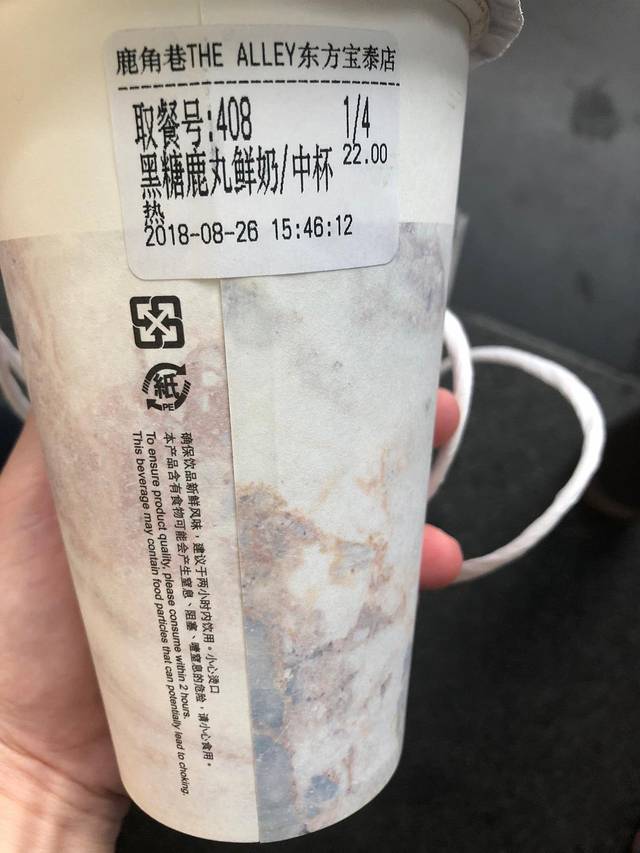 鹿角巷THE ALLEY东方宝泰店
取餐号:408 1/4
黑糖鹿丸鲜奶/中杯 22.00
热
2018-08-26 15:46:12
紙
PE
确保饮品新鲜风味，建议于两小时内饮用。小心烫口
本产品含有食物可能会产生窒息、阻塞、噎窒息的危险，请小心食用。
To ensure product quality, please consume within 2 hours.
This beverage may contain food particles that can potentially lead to choking.